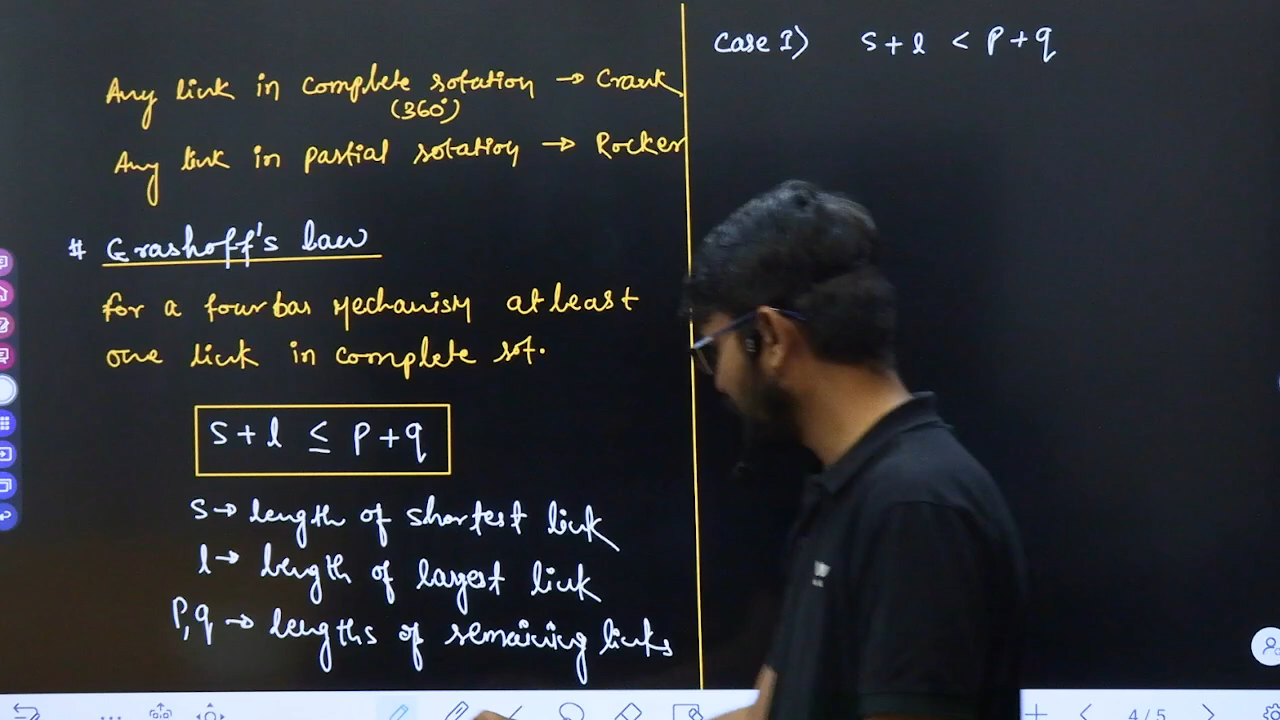 Any link in complete rotation → Crank
(360°)
Any link in partial rotation → Rocker
# Grashoff's law
for a four bar Mechanism at least
one link in complete rot.
s + l ≤ p + q
s → length of shortest link
l → length of largest link
P, q → lengths of remaining links
Case I) s + l < p + q
4/5